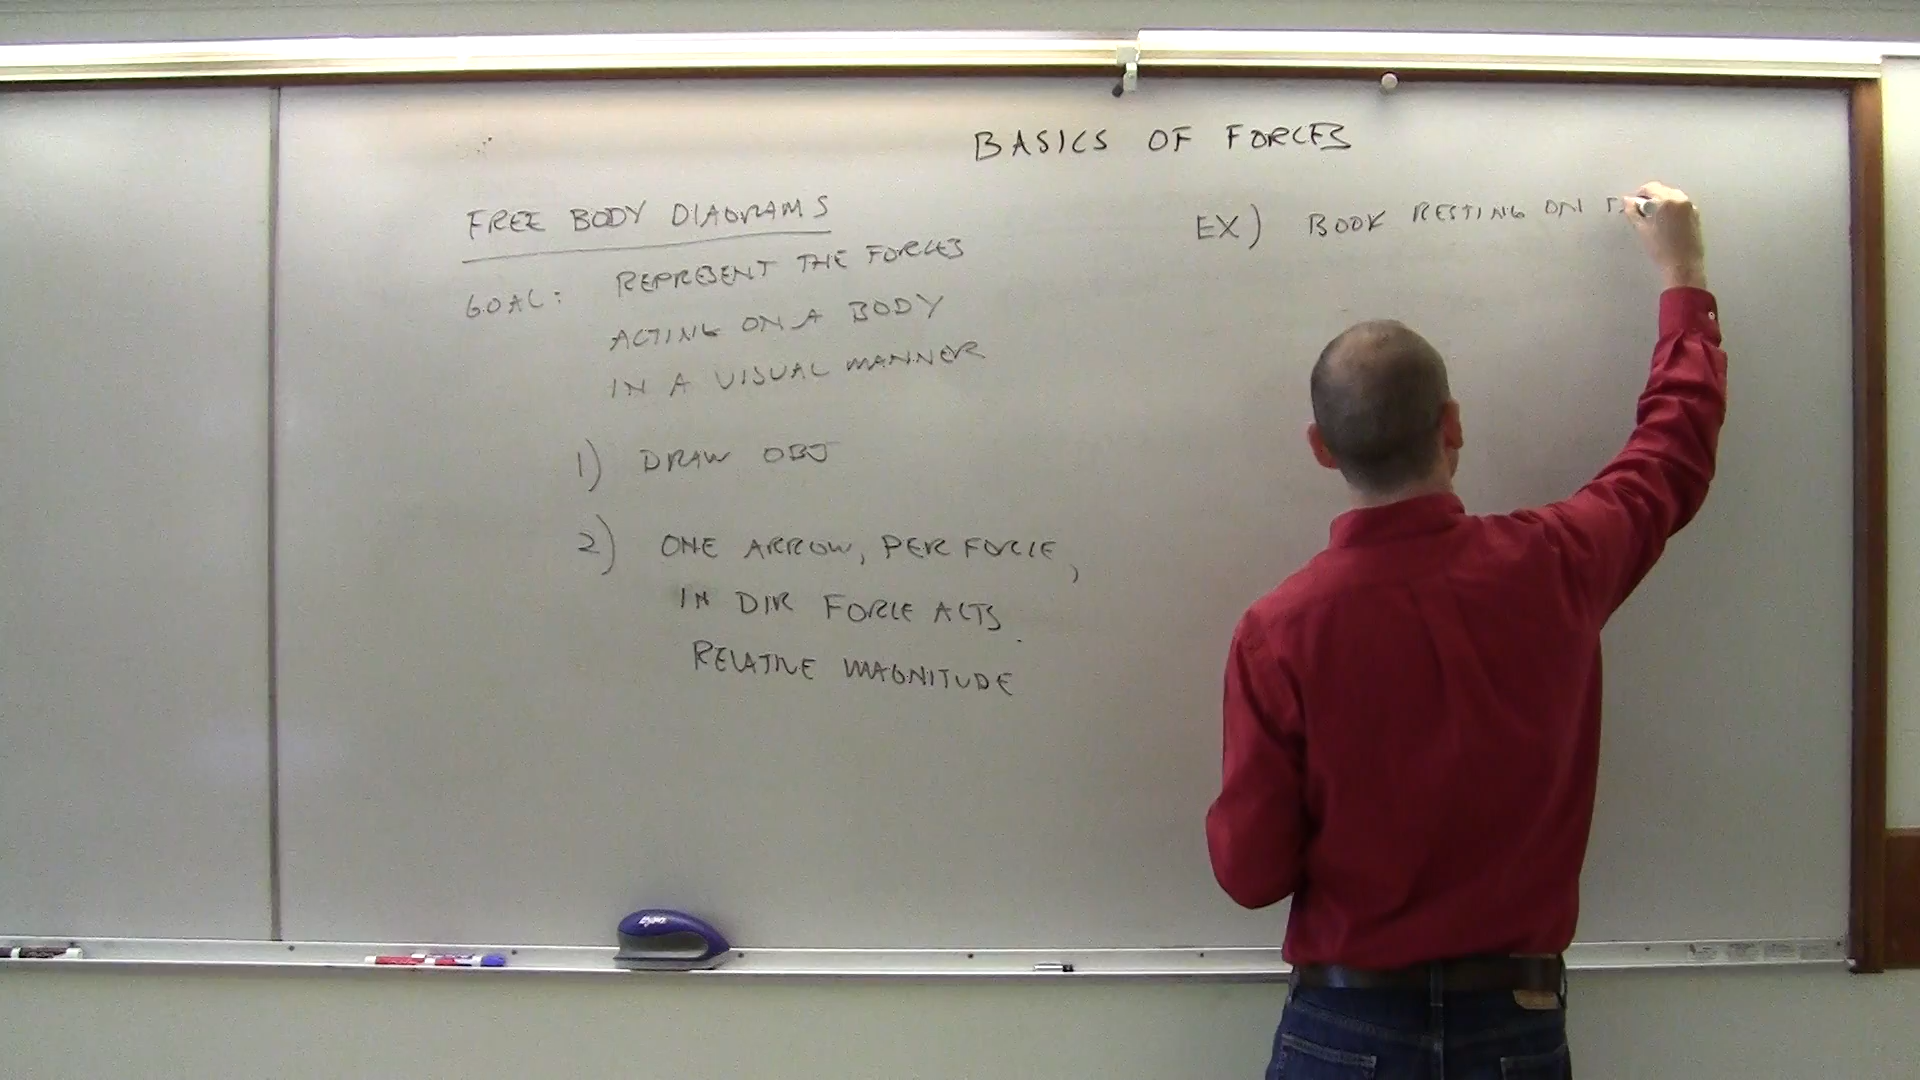 BASICS OF FORCES
FREE BODY DIAGRAMS
GOAL: REPRESENT THE FORCES
ACTING ON A BODY
IN A VISUAL MANNER
1) DRAW OBJ
2) ONE ARROW, PER FORCE,
IN DIR FORCE ACTS
RELATIVE MAGNITUDE
EX) BOOK RESTING ON
EXPO